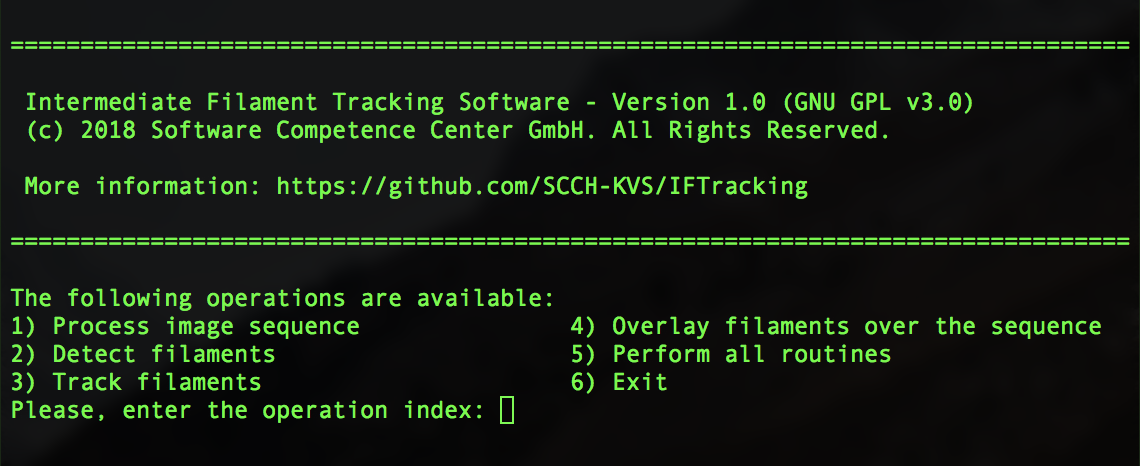 ================================================================================
Intermediate Filament Tracking Software - Version 1.0 (GNU GPL v3.0)
(c) 2018 Software Competence Center GmbH. All Rights Reserved.
More information: https://github.com/SCCH-KVS/IFTracking
================================================================================
The following operations are available:
1) Process image sequence                4) Overlay filaments over the sequence
2) Detect filaments                      5) Perform all routines
3) Track filaments                       6) Exit
Please, enter the operation index: